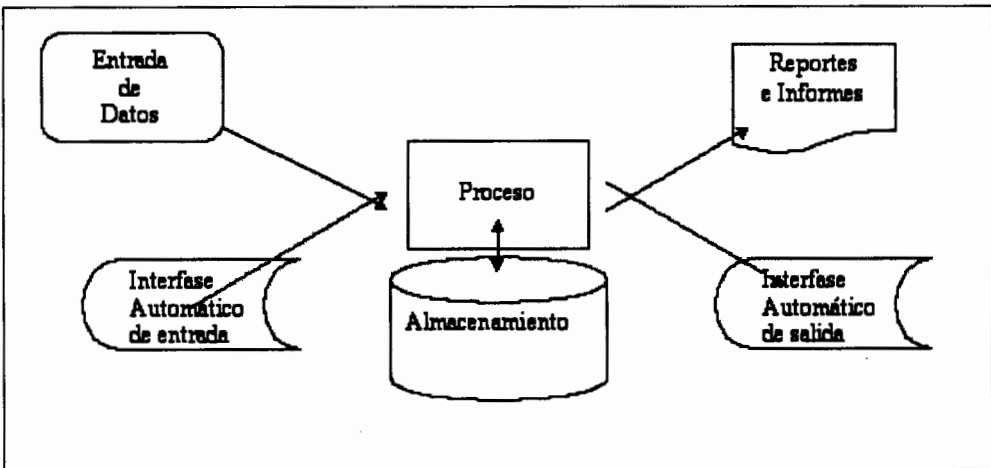 Entrada
de
Datos
Reportes
e Informes
Proceso
Interfase
Automático
de entrada
Almacenamiento
Interfase
Automático
de salida